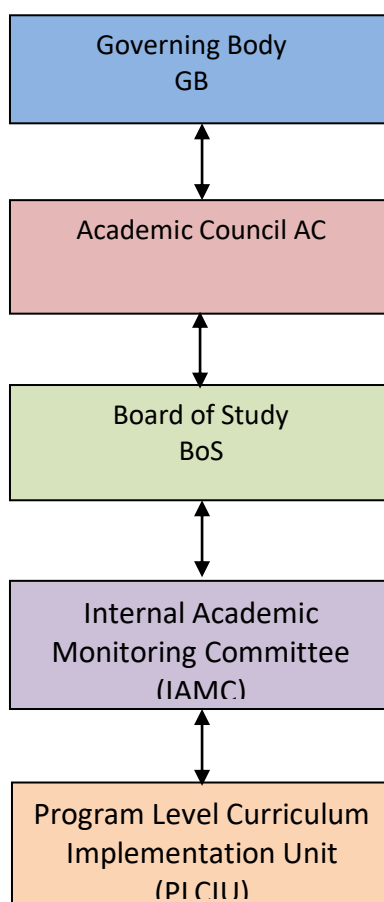 Governing Body
GB
Academic Council AC
Board of Study
BoS
Internal Academic
Monitoring Committee
(IAMC)
Program Level Curriculum
Implementation Unit
(PLCIU)